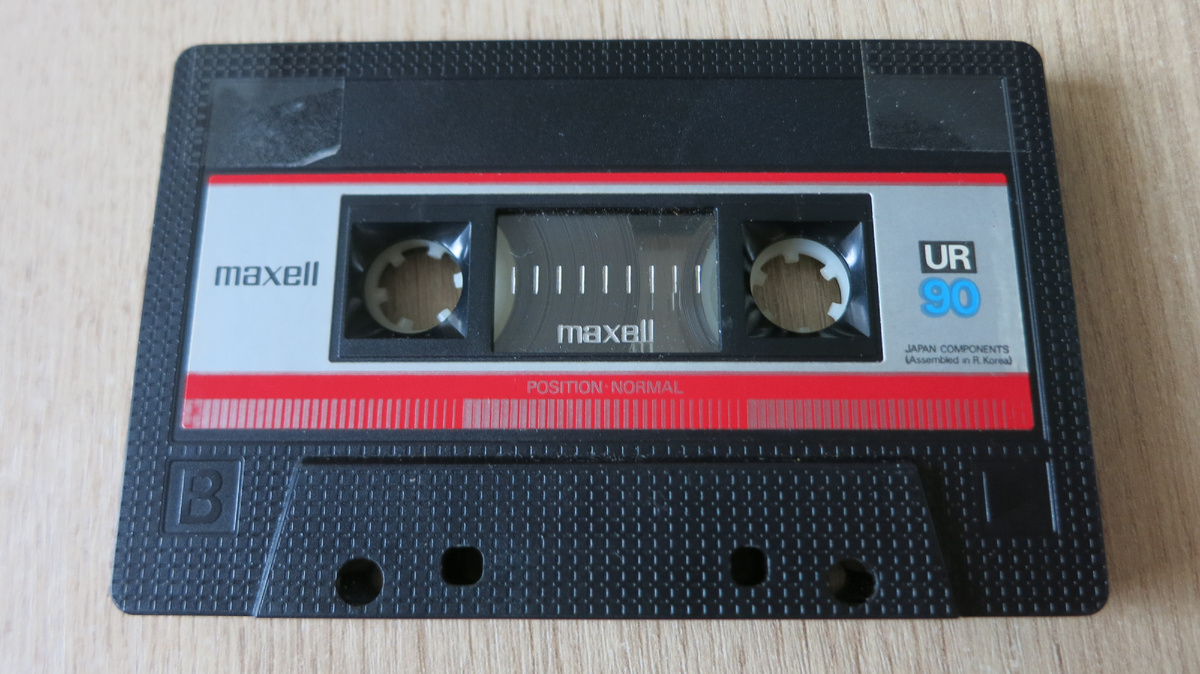 maxell
UR
90
maxell
JAPAN COMPONENTS
(Assembled in R. Korea)
POSITION·NORMAL
B